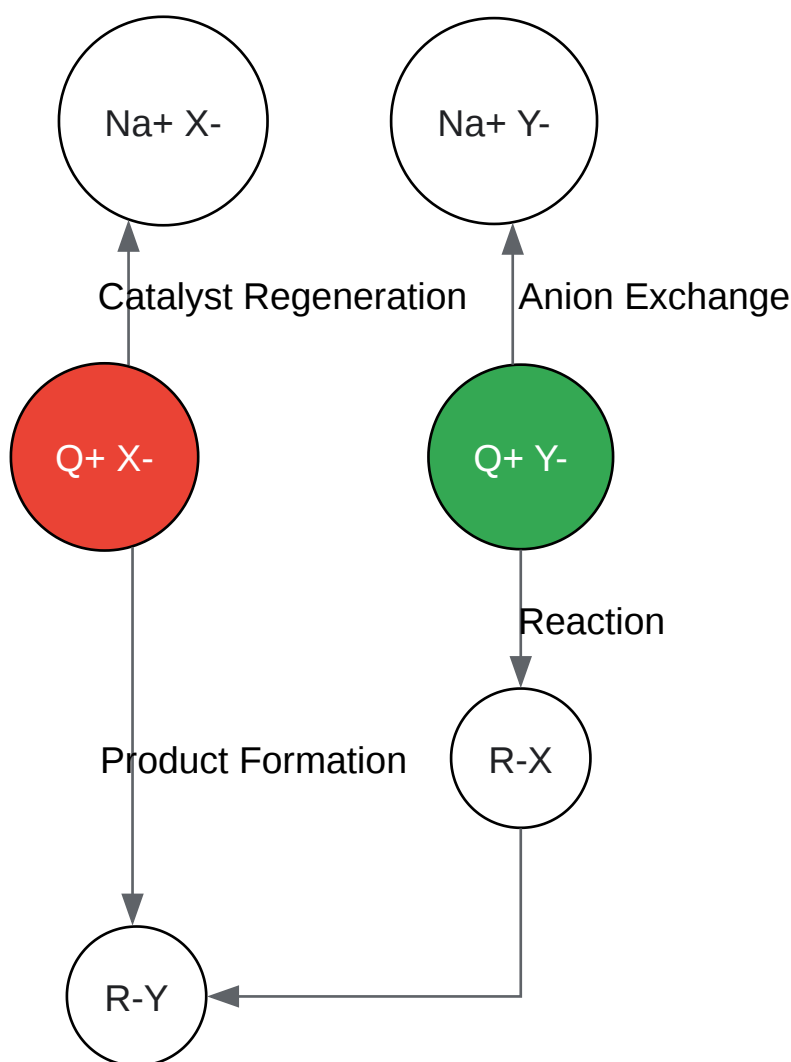 Na+ X-
Na+ Y-
Catalyst Regeneration
Anion Exchange
Q+ X-
Q+ Y-
Reaction
Product Formation
R-X
R-Y